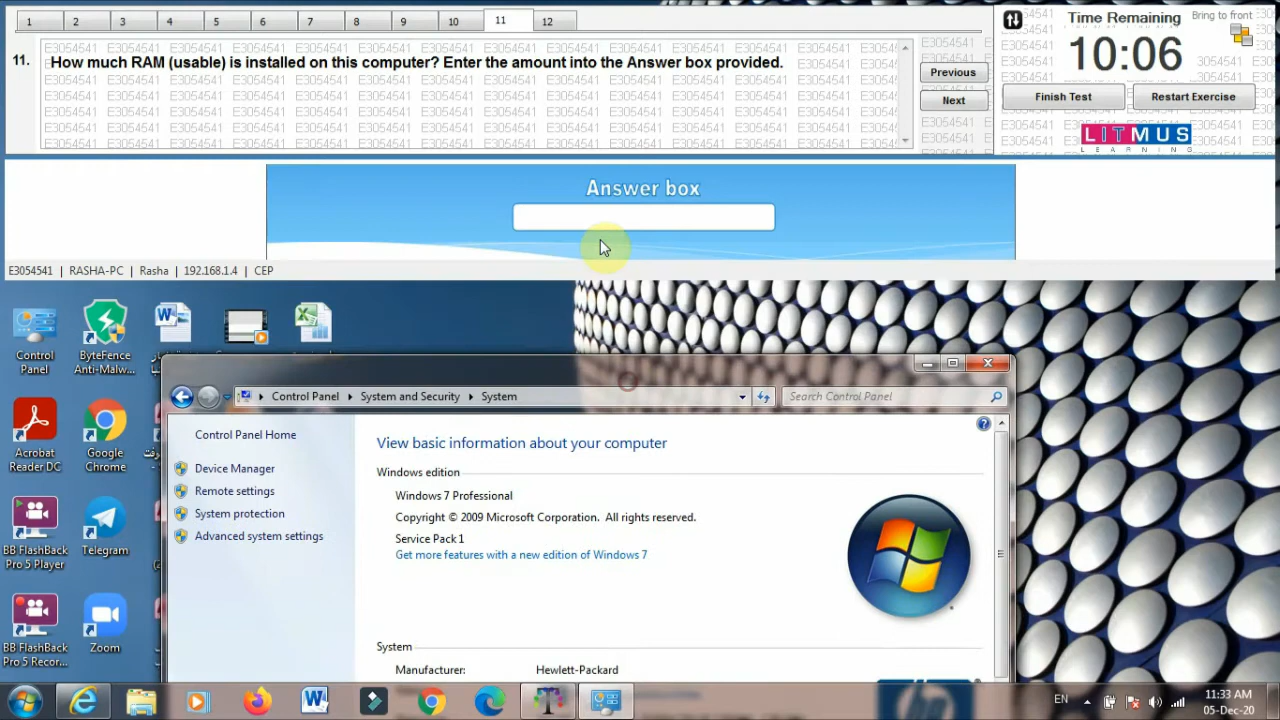 1 2 3 4 5 6 7 8 9 10 11 12
11. How much RAM (usable) is installed on this computer? Enter the amount into the Answer box provided.
Previous
Next
Time Remaining
Bring to front
10:06
Finish Test
Restart Exercise
LITMUS
LEARNING
E3054541
Answer box
E3054541 | RASHA-PC | Rasha | 192.168.1.4 | CEP
Control Panel
ByteFence Anti-Malw...
Acrobat Reader DC
Google Chrome
BB FlashBack Pro 5 Player
Telegram
BB FlashBack Pro 5 Recor...
Zoom
Control Panel System and Security System
Search Control Panel
Control Panel Home
Device Manager
Remote settings
System protection
Advanced system settings
View basic information about your computer
Windows edition
Windows 7 Professional
Copyright © 2009 Microsoft Corporation. All rights reserved.
Service Pack 1
Get more features with a new edition of Windows 7
System
Manufacturer: Hewlett-Packard
EN
11:33 AM
05-Dec-20